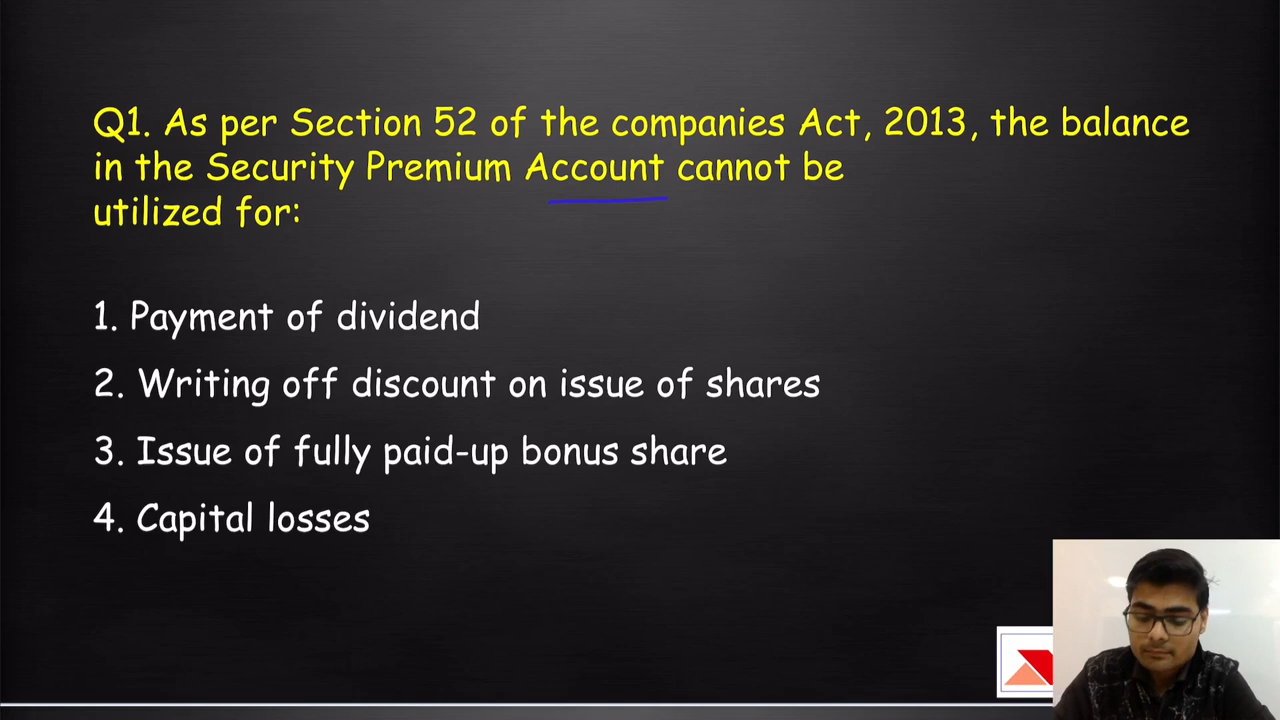 Q1. As per Section 52 of the companies Act, 2013, the balance
in the Security Premium Account cannot be
utilized for:
1. Payment of dividend
2. Writing off discount on issue of shares
3. Issue of fully paid-up bonus share
4. Capital losses